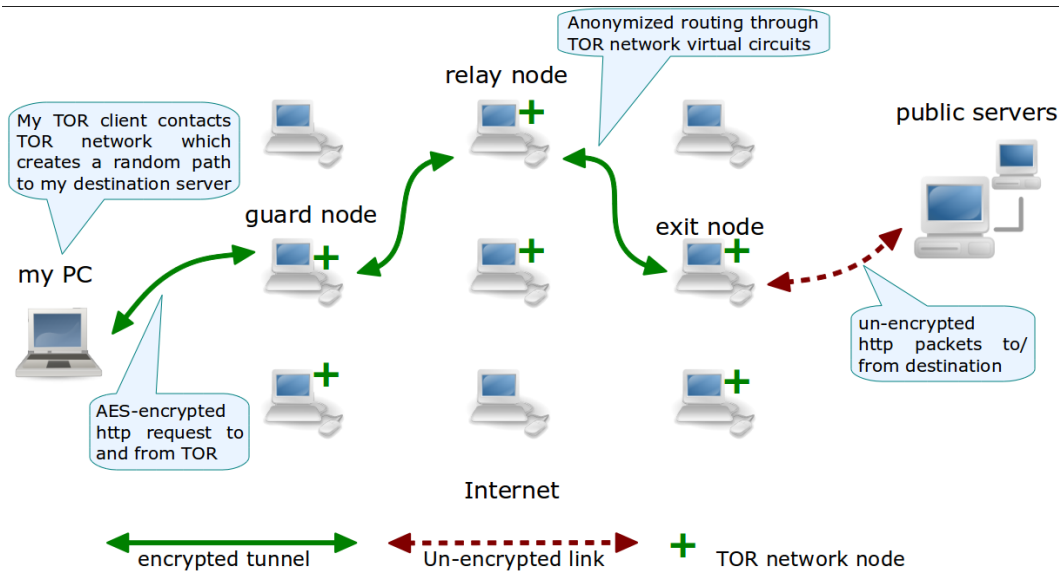 Anonymized routing through
TOR network virtual circuits
relay node
public servers
My TOR client contacts
TOR network which
creates a random path
to my destination server
guard node
exit node
my PC
un-encrypted
http packets to/
from destination
AES-encrypted
http request to
and from TOR
Internet
encrypted tunnel
Un-encrypted link
TOR network node